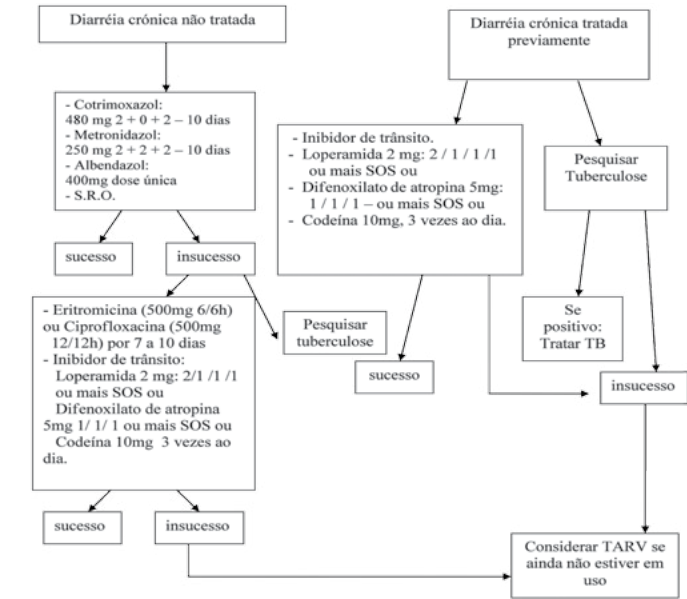 Diarréia crónica não tratada
Diarréia crónica tratada
previamente
- Cotrimoxazol:
480 mg 2 + 0 + 2 – 10 dias
- Metronidazol:
250 mg 2 + 2 + 2 – 10 dias
- Albendazol:
400mg dose única
- S.R.O.
- Inibidor de trânsito.
- Loperamida 2 mg: 2 / 1 / 1 /1
ou mais SOS ou
- Difenoxilato de atropina 5mg:
1 / 1 / 1 – ou mais SOS ou
- Codeína 10mg, 3 vezes ao dia.
Pesquisar
Tuberculose
sucesso
insucesso
- Eritromicina (500mg 6/6h)
ou Ciprofloxacina (500mg
12/12h) por 7 a 10 dias
- Inibidor de trânsito:
Loperamida 2 mg: 2/1 /1 /1
ou mais SOS ou
Difenoxilato de atropina
5mg 1/ 1/ 1 ou mais SOS ou
Codeína 10mg 3 vezes ao
dia.
Pesquisar
tuberculose
sucesso
Se
positivo:
Tratar TB
insucesso
sucesso
insucesso
Considerar TARV se
ainda não estiver em
uso